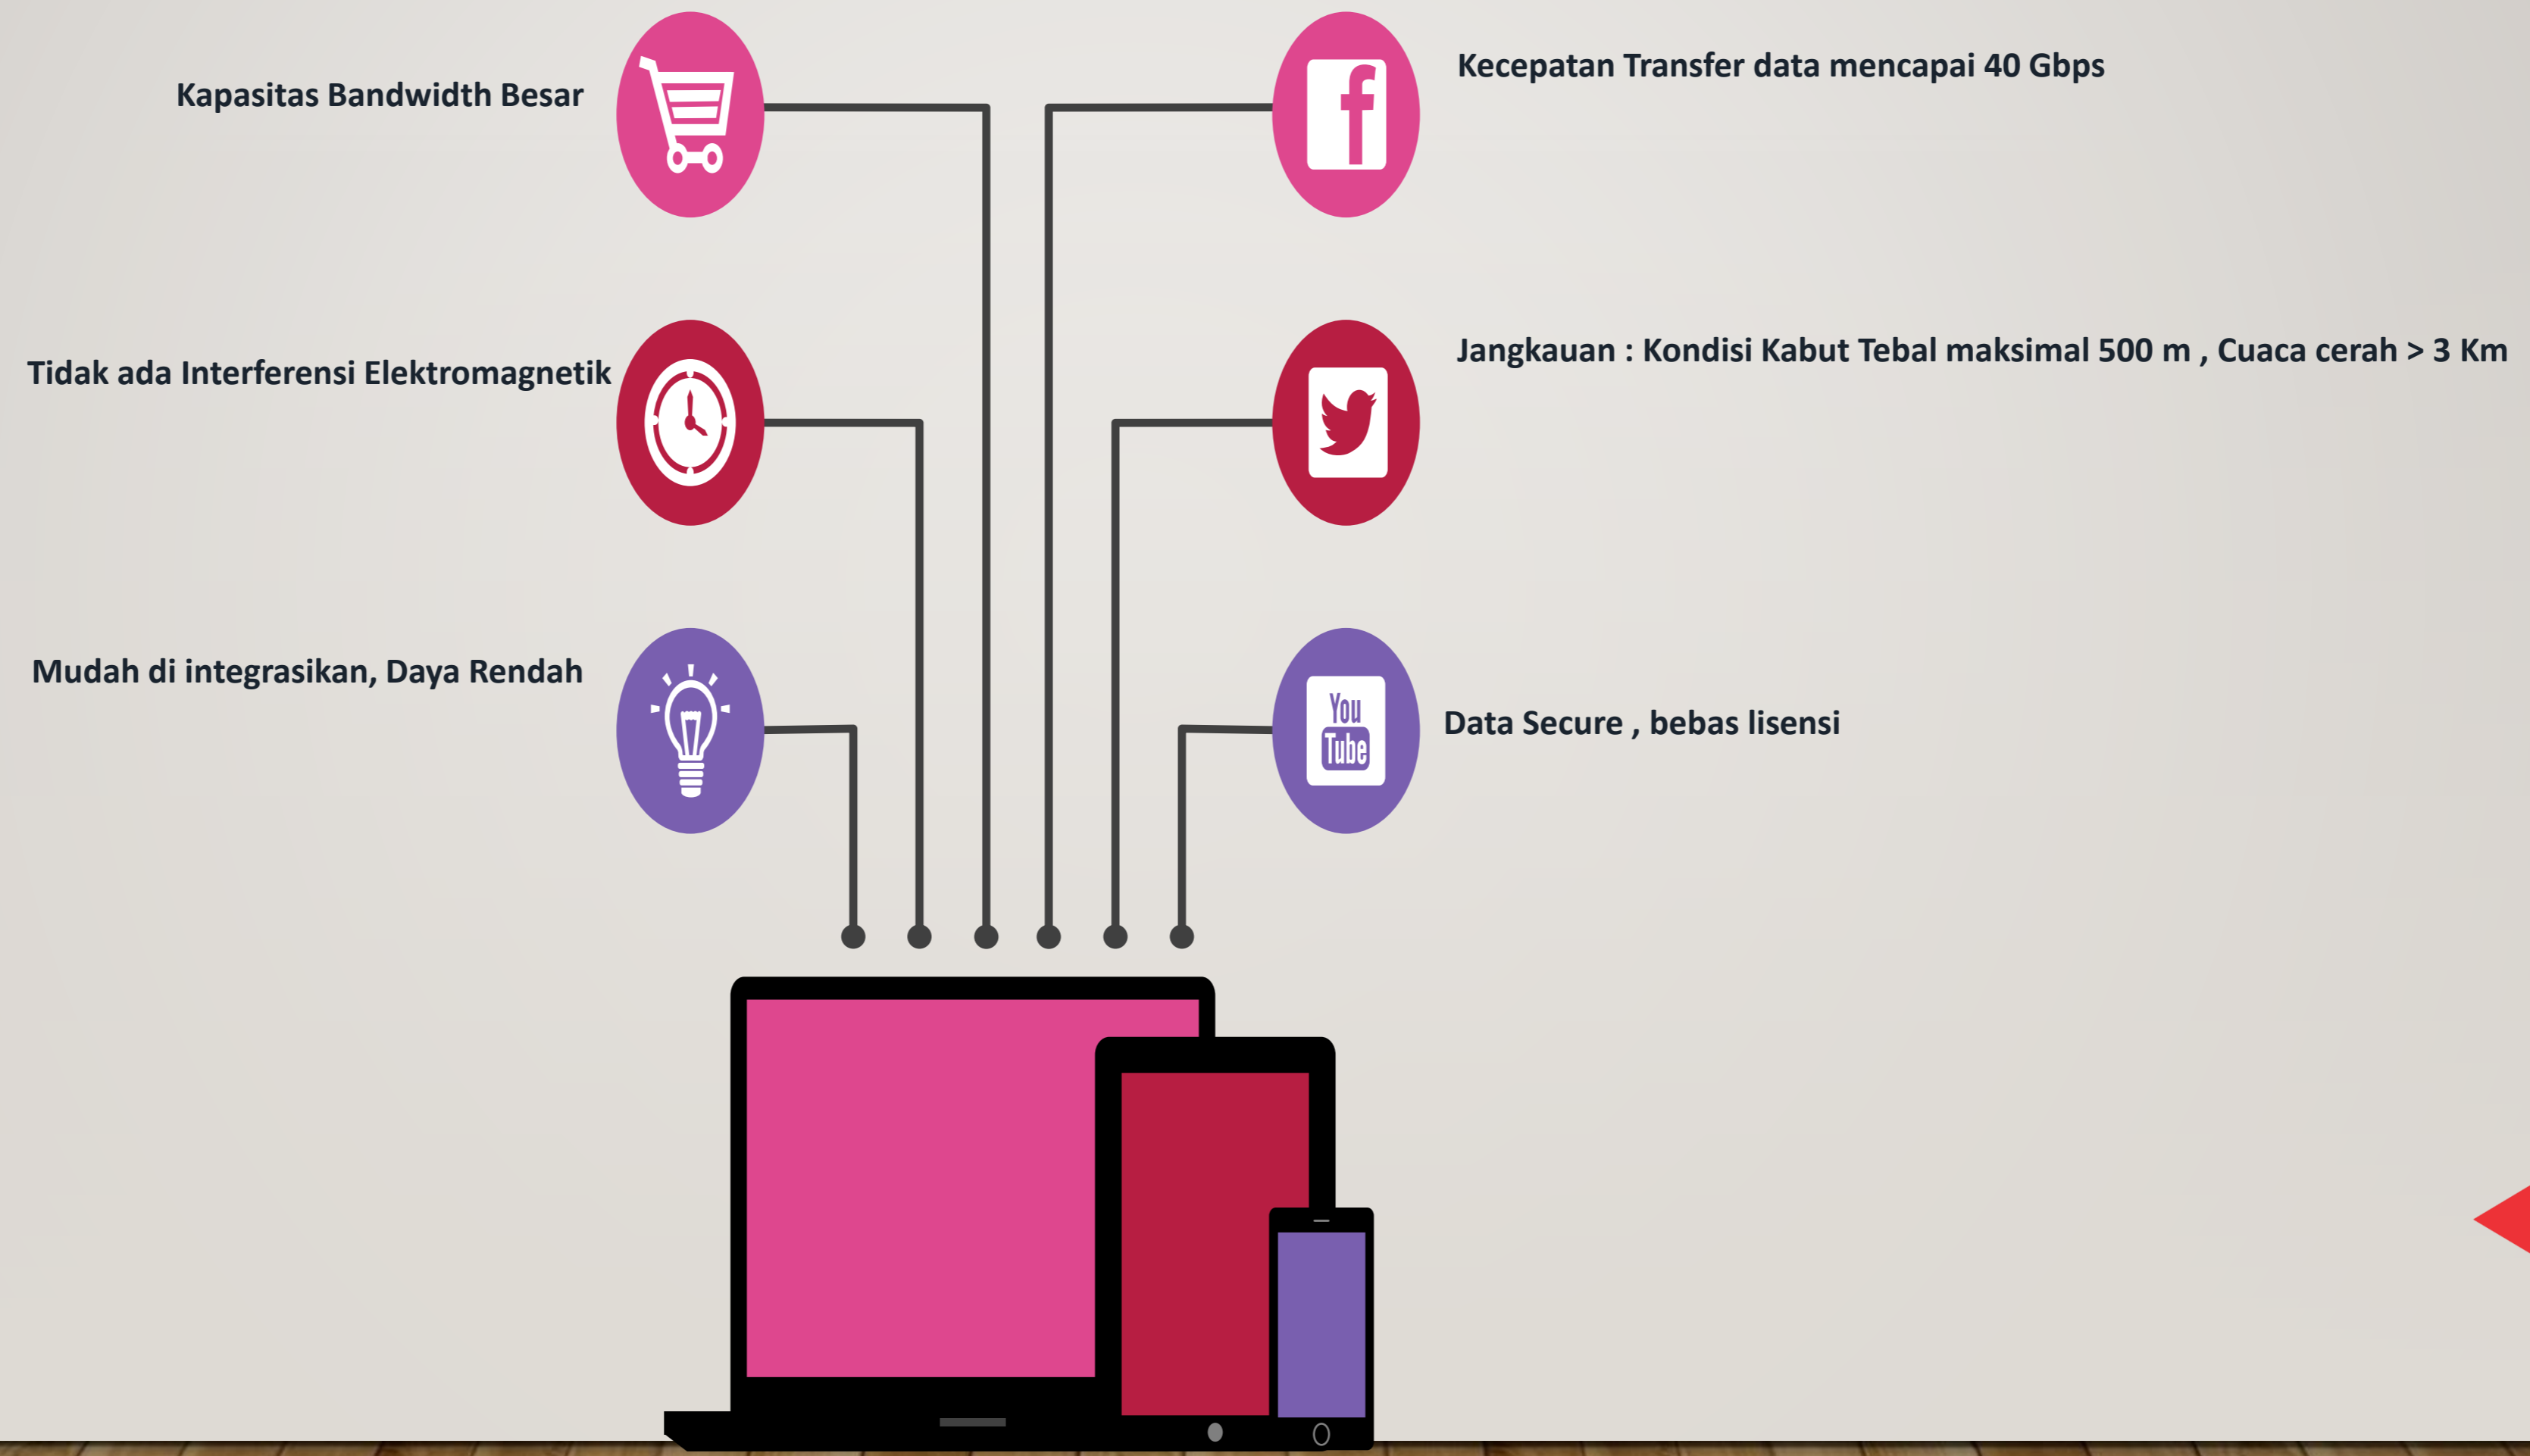 Kapasitas Bandwidth Besar
Kecepatan Transfer data mencapai 40 Gbps
Tidak ada Interferensi Elektromagnetik
Jangkauan : Kondisi Kabut Tebal maksimal 500 m , Cuaca cerah > 3 Km
Mudah di integrasikan, Daya Rendah
You
Tube
Data Secure , bebas lisensi